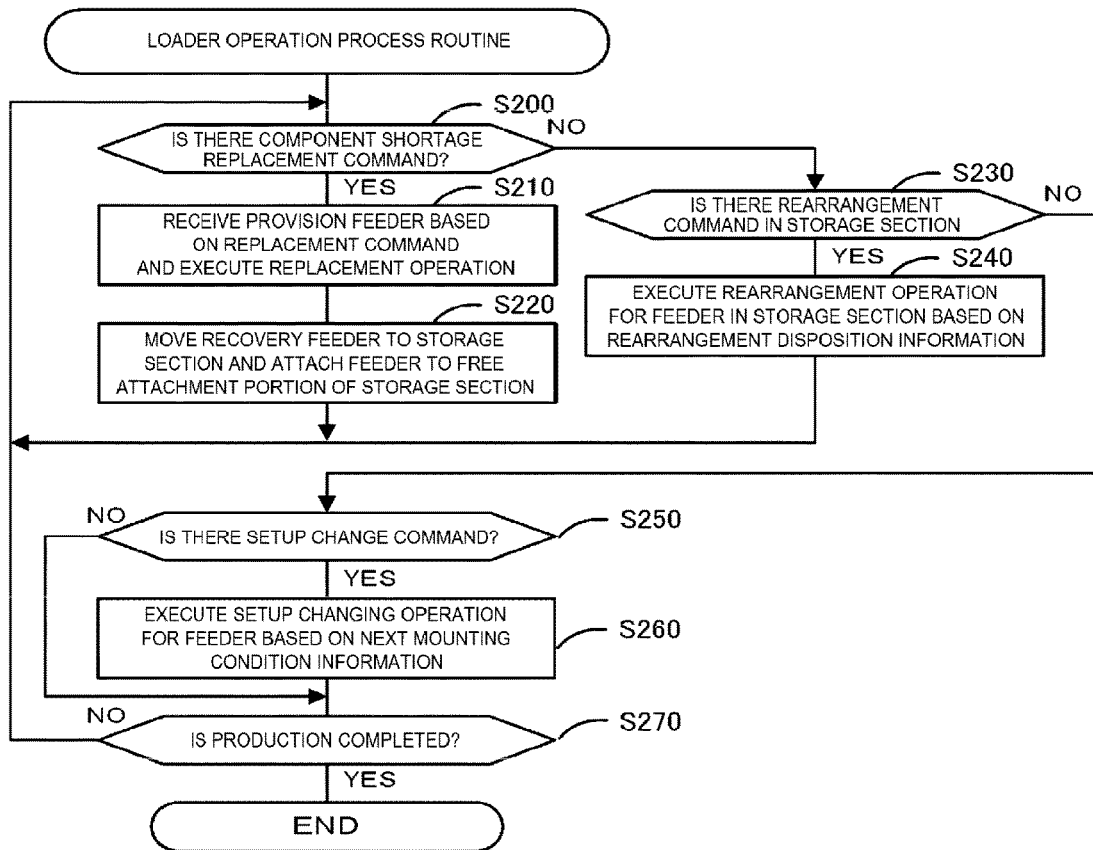 LOADER OPERATION PROCESS ROUTINE
S200
IS THERE COMPONENT SHORTAGE
REPLACEMENT COMMAND?
NO
YES
S210
RECEIVE PROVISION FEEDER BASED
ON REPLACEMENT COMMAND
AND EXECUTE REPLACEMENT OPERATION
S220
MOVE RECOVERY FEEDER TO STORAGE
SECTION AND ATTACH FEEDER TO FREE
ATTACHMENT PORTION OF STORAGE SECTION
S230
IS THERE REARRANGEMENT
COMMAND IN STORAGE SECTION
NO
YES
S240
EXECUTE REARRANGEMENT OPERATION
FOR FEEDER IN STORAGE SECTION BASED ON
REARRANGEMENT DISPOSITION INFORMATION
NO
IS THERE SETUP CHANGE COMMAND?
S250
YES
EXECUTE SETUP CHANGING OPERATION
FOR FEEDER BASED ON NEXT MOUNTING
CONDITION INFORMATION
S260
NO
IS PRODUCTION COMPLETED?
S270
YES
END